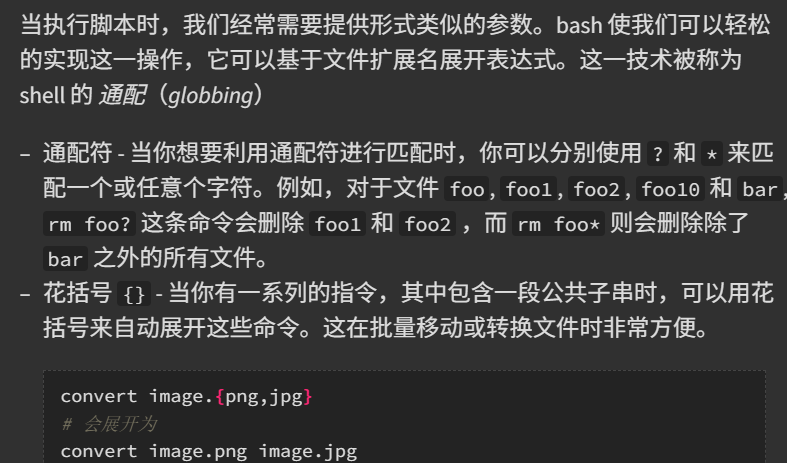 当执行脚本时，我们经常需要提供形式类似的参数。bash 使我们可以轻松
的实现这一操作，它可以基于文件扩展名展开表达式。这一技术被称为
shell 的 通配（globbing）
– 通配符 - 当你想要利用通配符进行匹配时，你可以分别使用 ? 和 * 来匹
配一个或任意个字符。例如，对于文件 foo, foo1, foo2, foo10 和 bar,
rm foo? 这条命令会删除 foo1 和 foo2 ，而 rm foo* 则会删除除了
bar 之外的所有文件。
– 花括号 {} - 当你有一系列的指令，其中包含一段公共子串时，可以用花
括号来自动展开这些命令。这在批量移动或转换文件时非常方便。
convert image.{png,jpg}
# 会展开为
convert image.png image.jpg